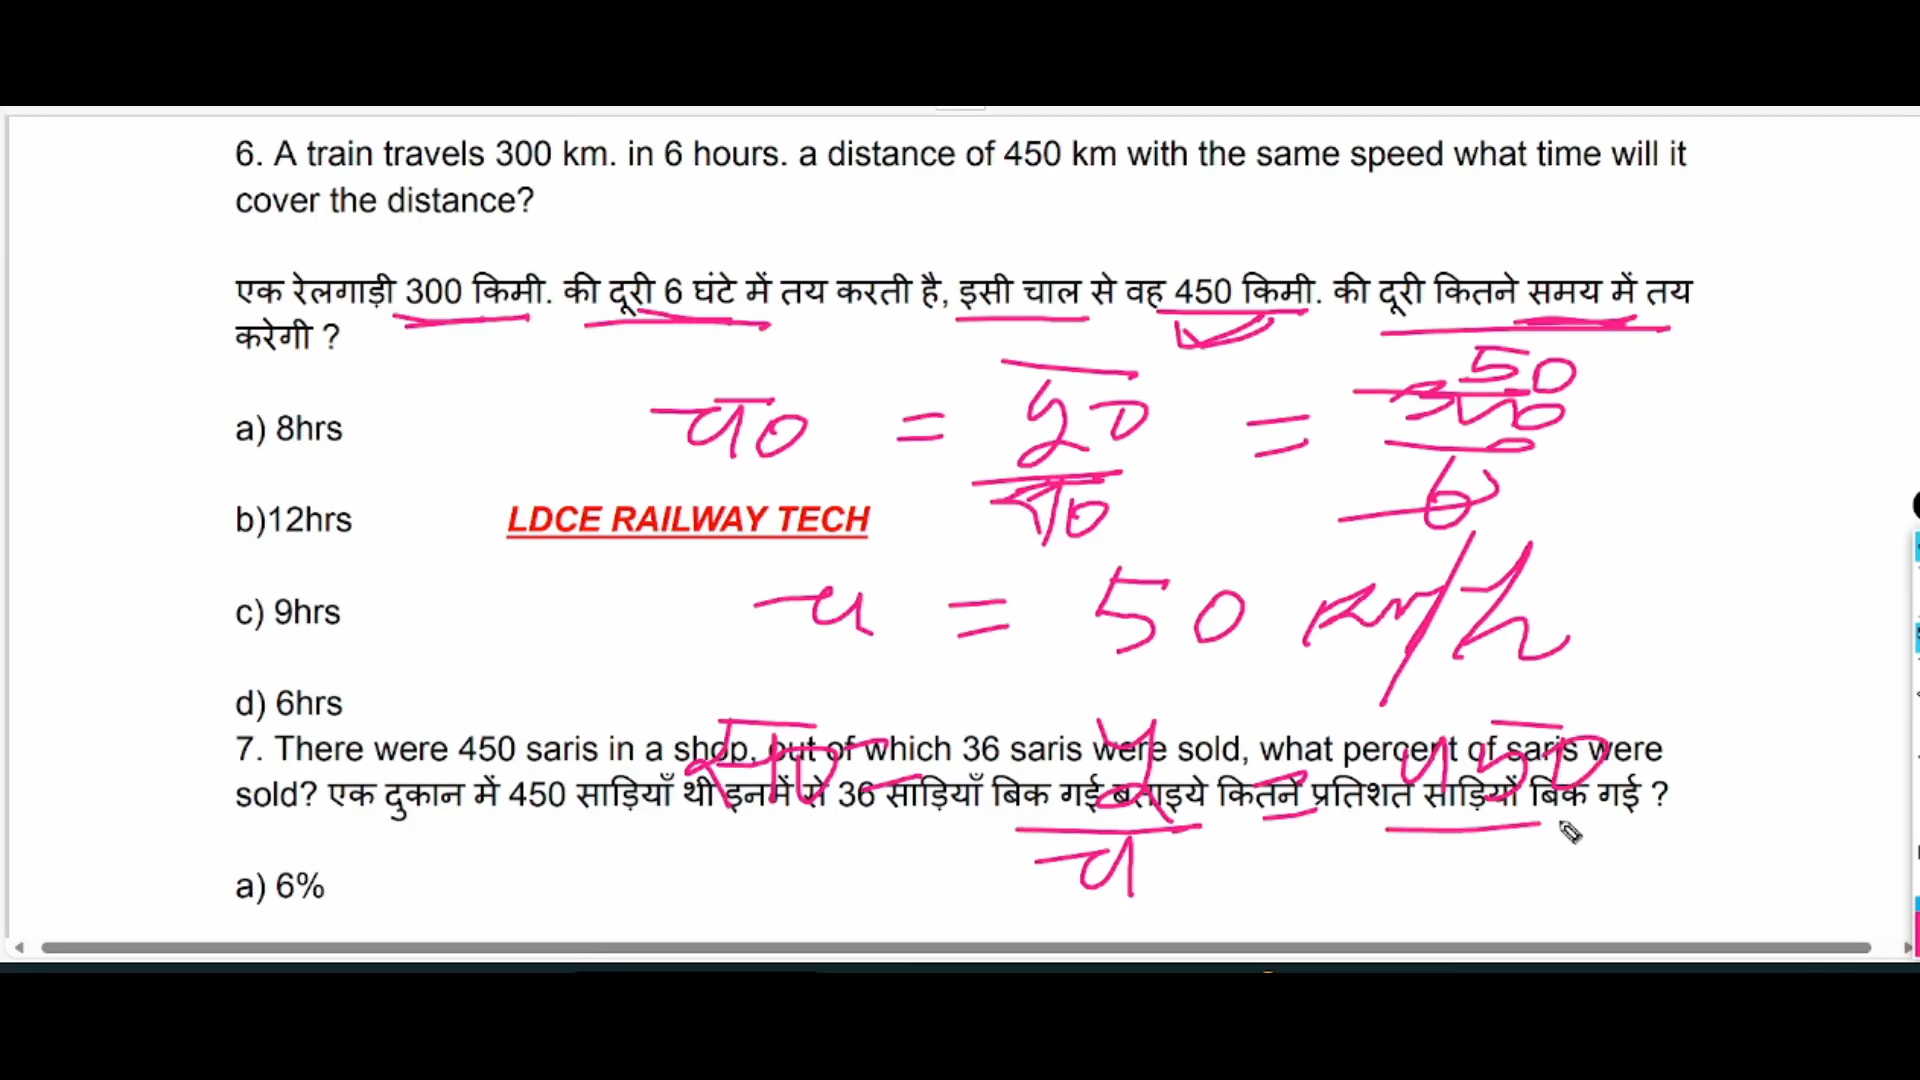 6. A train travels 300 km. in 6 hours. a distance of 450 km with the same speed what time will it
cover the distance?
एक रेलगाड़ी 300 किमी. की दूरी 6 घंटे में तय करती है, इसी चाल से वह 450 किमी. की दूरी कितने समय में तय
करेगी ?
a) 8hrs
b)12hrs
LDCE RAILWAY TECH
c) 9hrs
= 50 km/h
d) 6hrs
7. There were 450 saris in a shop, out of which 36 saris were sold, what percent of saris were
sold? एक दुकान में 450 साड़ियाँ थी इनमें से 36 साड़ियाँ बिक गई बताइये कितने प्रतिशत साड़ियाँ बिक गई ?
= 450
a) 6%